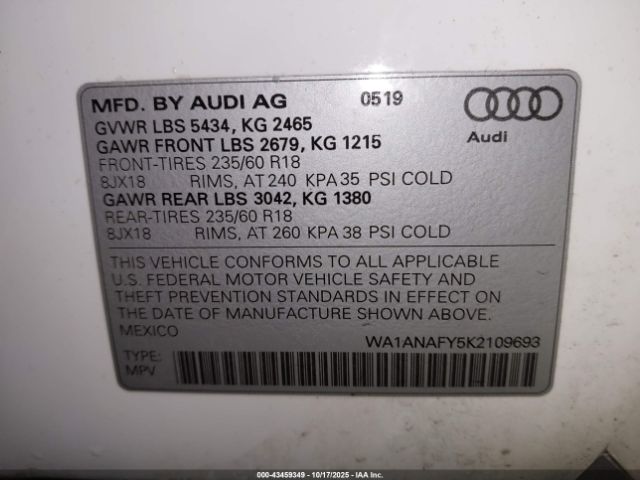 MFD. BY AUDI AG 0519
GVWR LBS 5434, KG 2465
Audi
GAWR FRONT LBS 2679, KG 1215
FRONT-TIRES 235/60 R18
8JX18 RIMS, AT 240 KPA 35 PSI COLD
GAWR REAR LBS 3042, KG 1380
REAR-TIRES 235/60 R18
8JX18 RIMS, AT 260 KPA 38 PSI COLD
THIS VEHICLE CONFORMS TO ALL APPLICABLE
U.S. FEDERAL MOTOR VEHICLE SAFETY AND
THEFT PREVENTION STANDARDS IN EFFECT ON
THE DATE OF MANUFACTURE SHOWN ABOVE.
MEXICO WA1ANAFY5K2109693
TYPE:
MPV
000-43459349 - 10/17/2025 - IAA Inc.